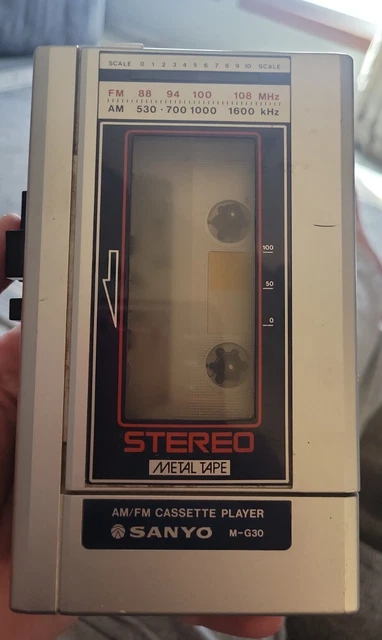 SCALE 0 1 2 3 4 5 6 7 8 9 10 SCALE
FM 88 94 100 108 MHz
AM 530 · 700 1000 1600 kHz
100
50
0
STEREO
METAL TAPE
AM/FM CASSETTE PLAYER
SANYO M-G30